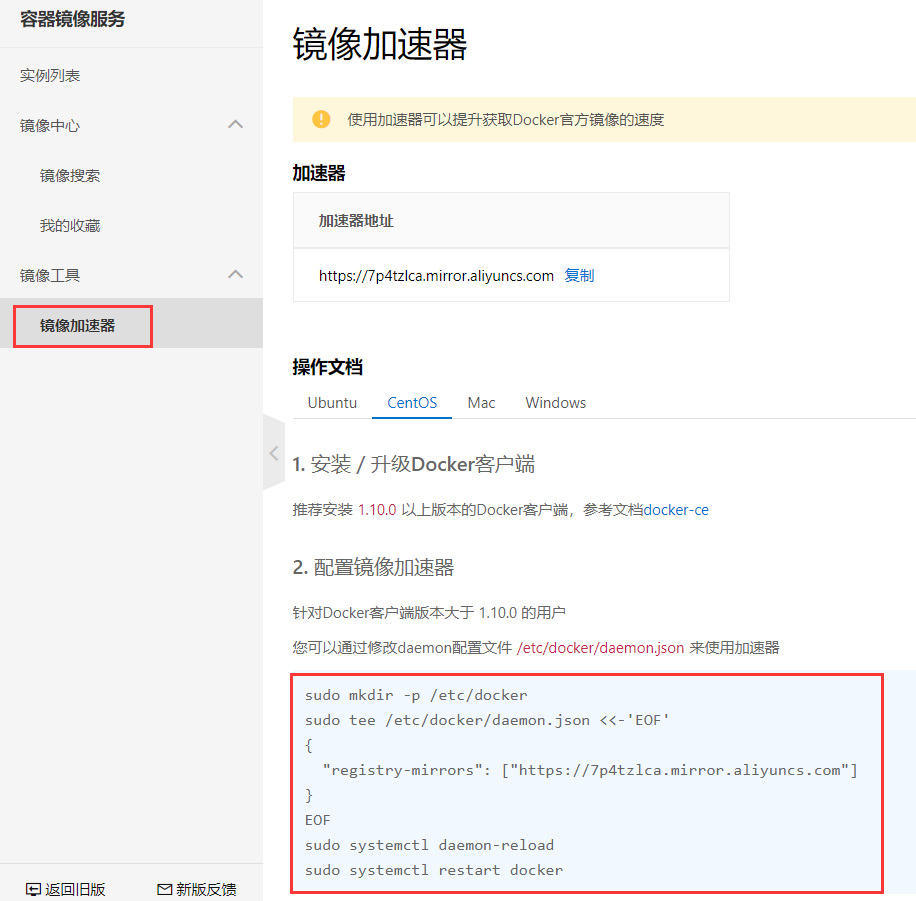 容器镜像服务
实例列表
镜像中心
镜像搜索
我的收藏
镜像工具
镜像加速器
返回旧版
新版反馈
镜像加速器
使用加速器可以提升获取Docker官方镜像的速度
加速器
加速器地址
https://7p4tzlca.mirror.aliyuncs.com 复制
操作文档
Ubuntu CentOS Mac Windows
1. 安装 / 升级Docker客户端
推荐安装 1.10.0 以上版本的Docker客户端，参考文档docker-ce
2. 配置镜像加速器
针对Docker客户端版本大于 1.10.0 的用户
您可以通过修改daemon配置文件 /etc/docker/daemon.json 来使用加速器
sudo mkdir -p /etc/docker
sudo tee /etc/docker/daemon.json <<-'EOF'
{
  "registry-mirrors": ["https://7p4tzlca.mirror.aliyuncs.com"]
}
EOF
sudo systemctl daemon-reload
sudo systemctl restart docker